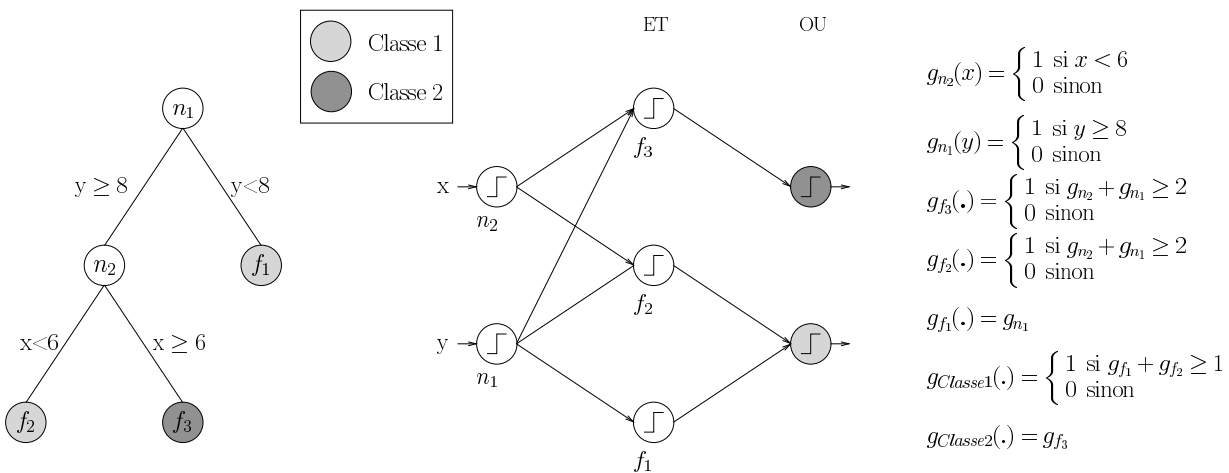 Classe 1
Classe 2
n₁
y ≥ 8
y<8
n₂
f₁
x<6
x ≥ 6
f₂
f₃
ET
OU
f₃
x
n₂
f₂
y
n₁
f₁
g_{n₂}(x) = { 1 si x < 6
0 sinon
g_{n₁}(y) = { 1 si y ≥ 8
0 sinon
g_{f₃}(.) = { 1 si g_{n₂} + g_{n₁} ≥ 2
0 sinon
g_{f₂}(.) = { 1 si g_{n₂} + g_{n₁} ≥ 2
0 sinon
g_{f₁}(.) = g_{n₁}
g_{Classe1}(.) = { 1 si g_{f₁} + g_{f₂} ≥ 1
0 sinon
g_{Classe2}(.) = g_{f₃}